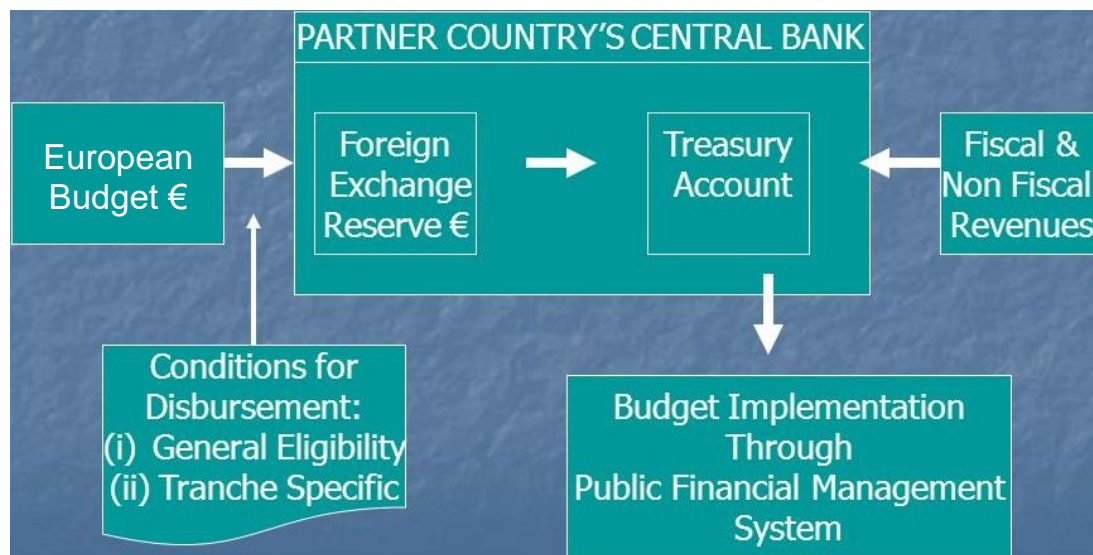 PARTNER COUNTRY'S CENTRAL BANK
European
Budget €
Foreign
Exchange
Reserve €
Treasury
Account
Fiscal &
Non Fiscal
Revenues
Conditions for
Disbursement:
(i) General Eligibility
(ii) Tranche Specific
Budget Implementation
Through
Public Financial Management
System